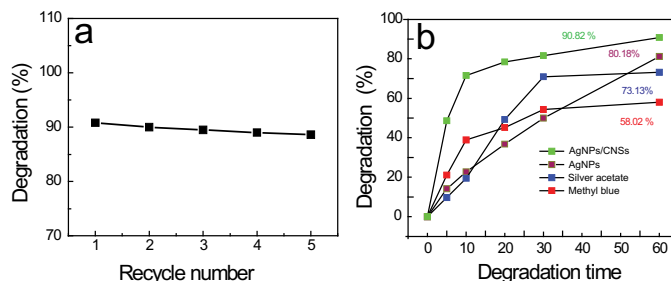 a
110
100
90
80
70
Degradation (%)
1 2 3 4 5
Recycle number
b
100
80
60
40
20
0
Degradation (%)
90.82 %
80.18%
73.13%
58.02 %
AgNPs/CNSs
AgNPs
Silver acetate
Methyl blue
0 10 20 30 40 50 60
Degradation time